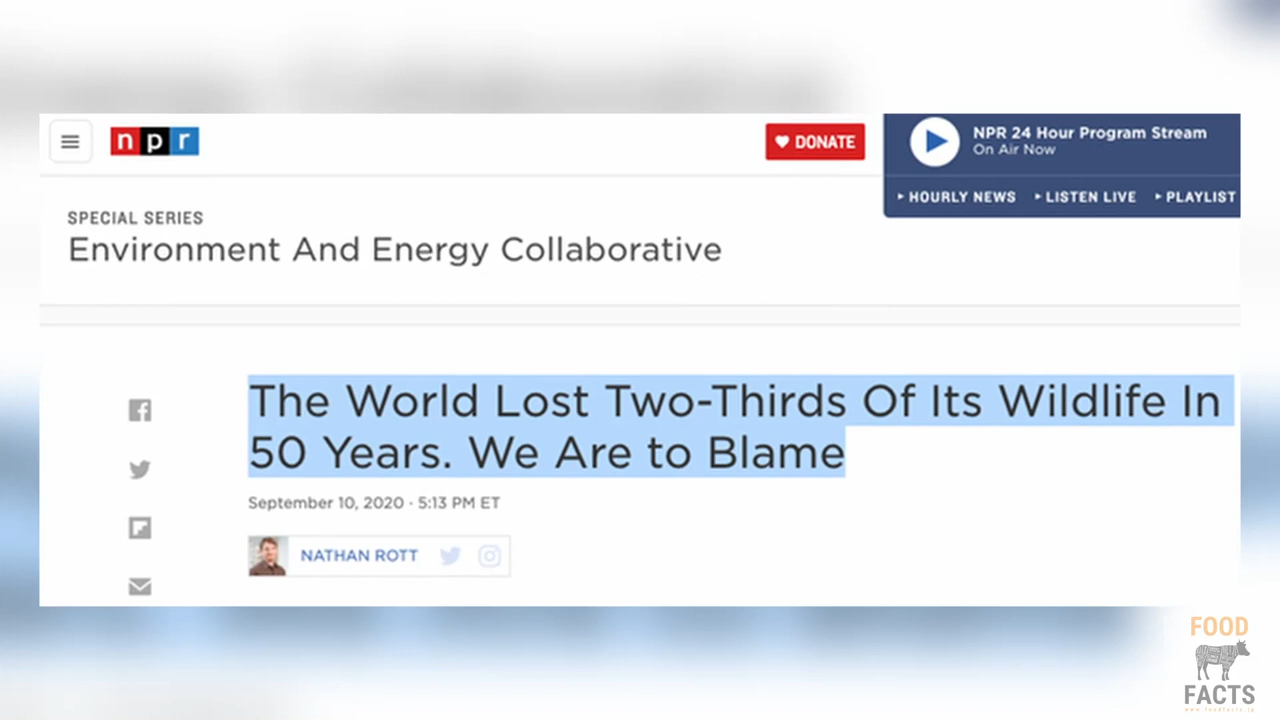 npr
DONATE
NPR 24 Hour Program Stream
On Air Now
HOURLY NEWS
LISTEN LIVE
PLAYLIST
SPECIAL SERIES
Environment And Energy Collaborative
The World Lost Two-Thirds Of Its Wildlife In
50 Years. We Are to Blame
September 10, 2020 · 5:13 PM ET
NATHAN ROTT
FOOD
FACTS